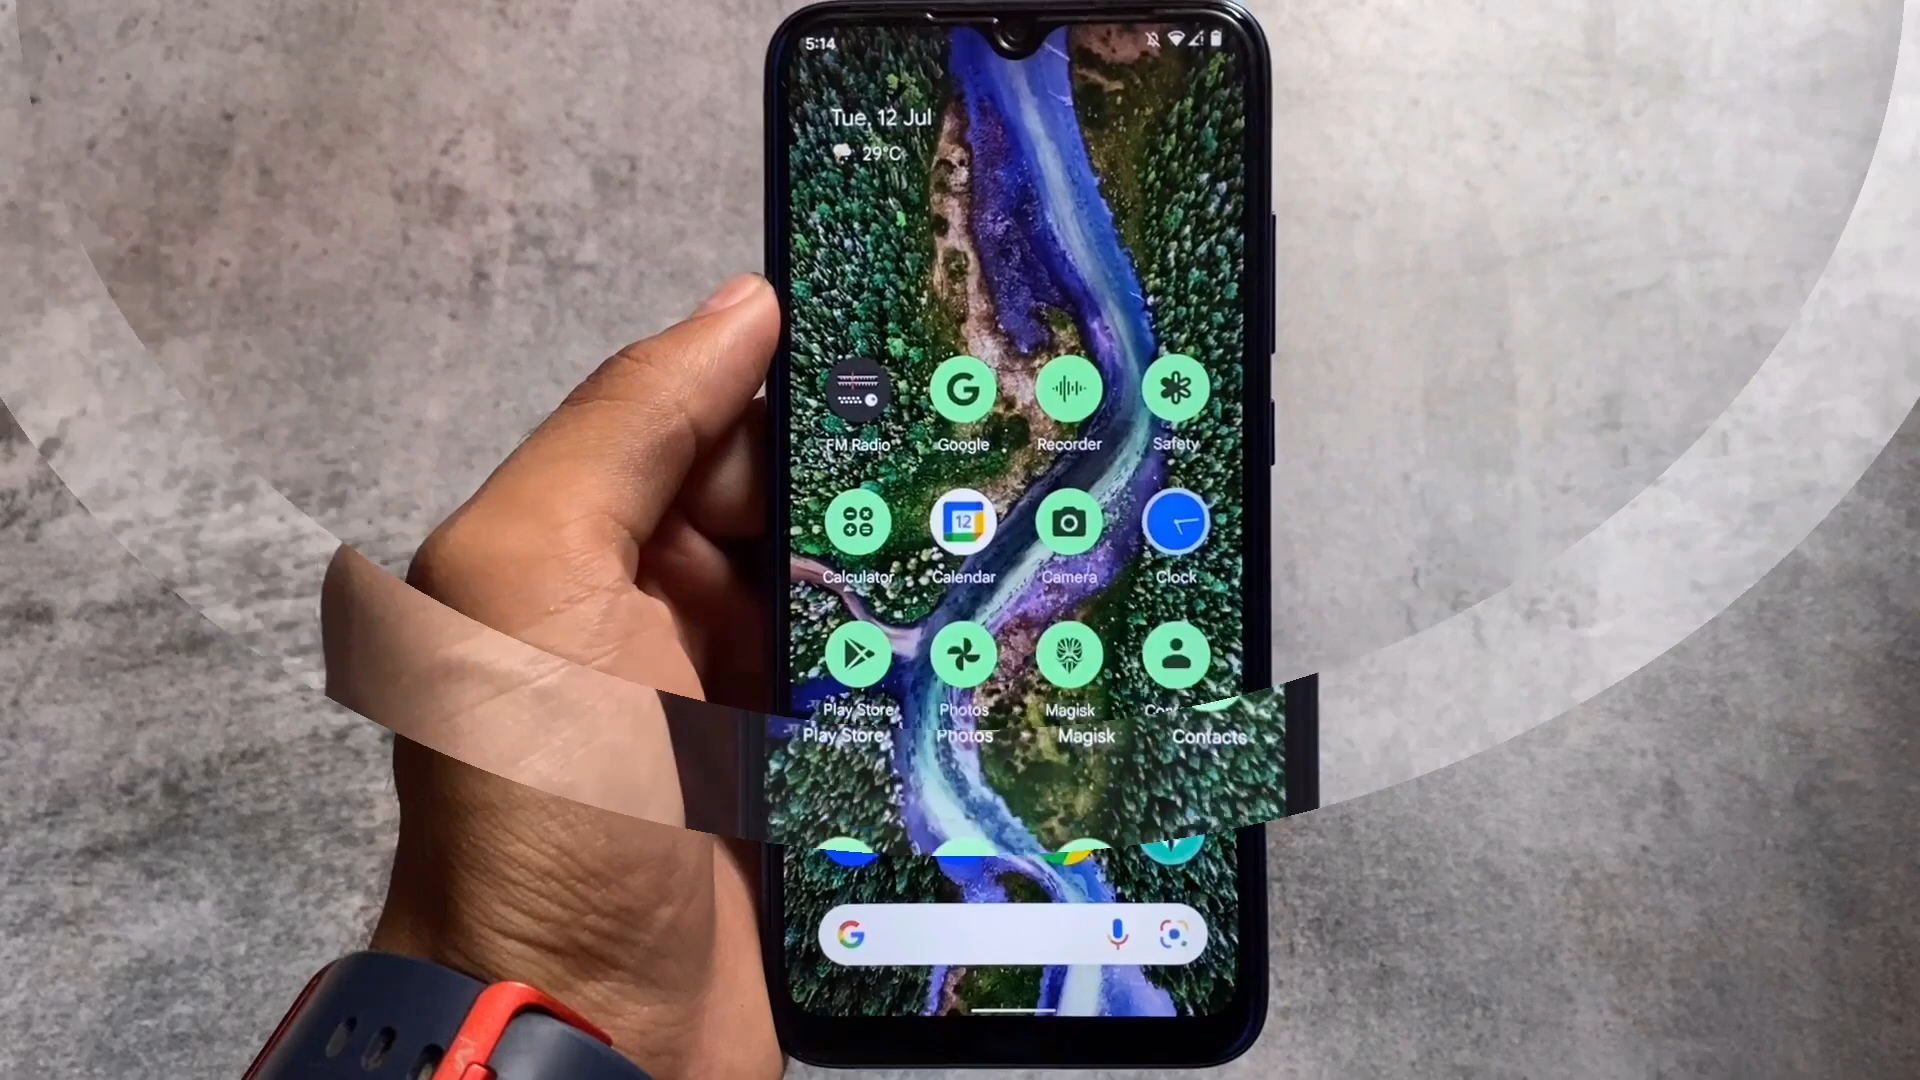 5:14
Tue, 12 Jul
29°C
FM Radio Google Recorder Safety
12
Calculator Calendar Camera Clock
Play Store Photos Magisk
Play Store Photos Magisk Contacts